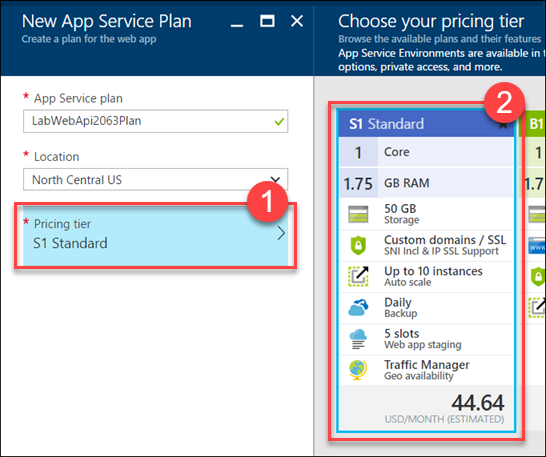 New App Service Plan
Create a plan for the web app
* App Service plan
LabWebApi2063Plan
* Location
North Central US
1
* Pricing tier
S1 Standard
Choose your pricing tier
Browse the available plans and their features
App Service Environments are available in t
options, private access, and more.
2
S1 Standard
1 Core
1.75 GB RAM
50 GB
Storage
Custom domains / SSL
SNI Incl & IP SSL Support
Up to 10 instances
Auto scale
Daily
Backup
5 slots
Web app staging
Traffic Manager
Geo availability
44.64
USD/MONTH (ESTIMATED)
B1
1
1.75